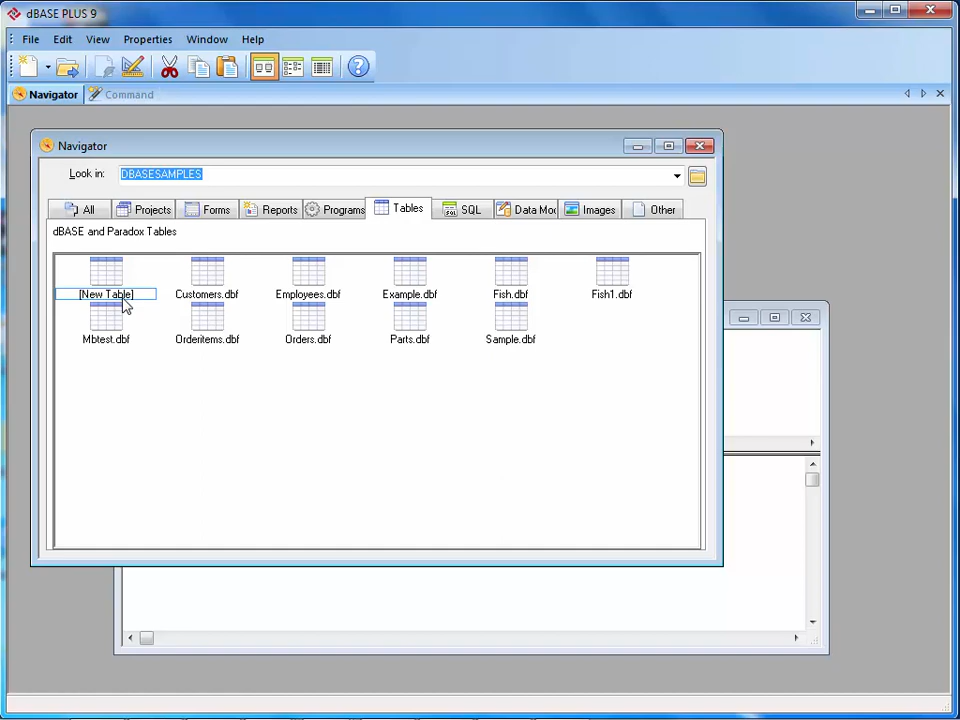 dBASE PLUS 9
File Edit View Properties Window Help
Navigator Command
Navigator
Look in: DBASESAMPLES
All Projects Forms Reports Programs Tables SQL Data Mod Images Other
dBASE and Paradox Tables
[New Table] Customers.dbf Employees.dbf Example.dbf Fish.dbf Fish1.dbf
Mbtest.dbf Orderitems.dbf Orders.dbf Parts.dbf Sample.dbf